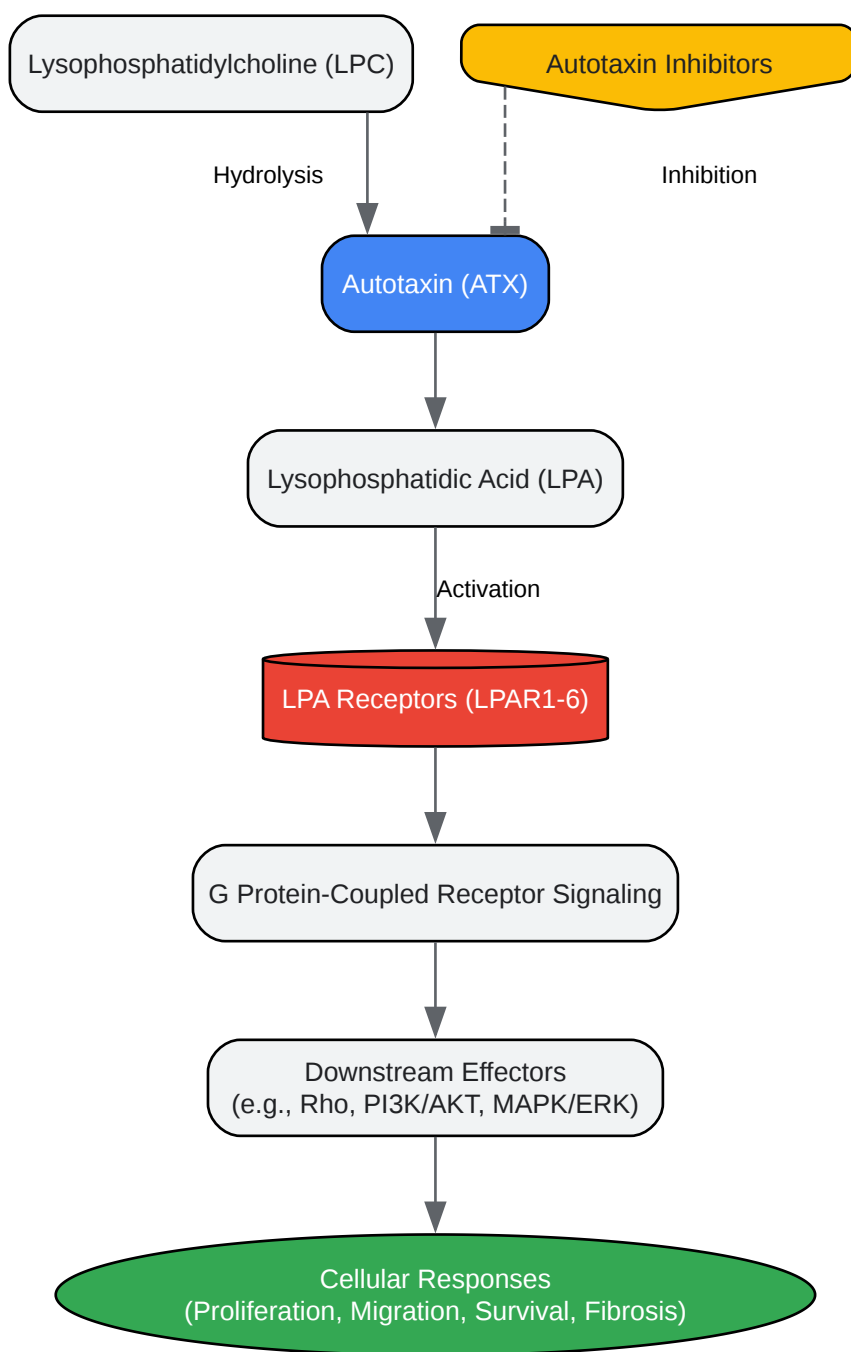 Lysophosphatidylcholine (LPC)
Autotaxin Inhibitors
Hydrolysis
Inhibition
Autotaxin (ATX)
Lysophosphatidic Acid (LPA)
Activation
LPA Receptors (LPAR1-6)
G Protein-Coupled Receptor Signaling
Downstream Effectors
(e.g., Rho, PI3K/AKT, MAPK/ERK)
Cellular Responses
(Proliferation, Migration, Survival, Fibrosis)